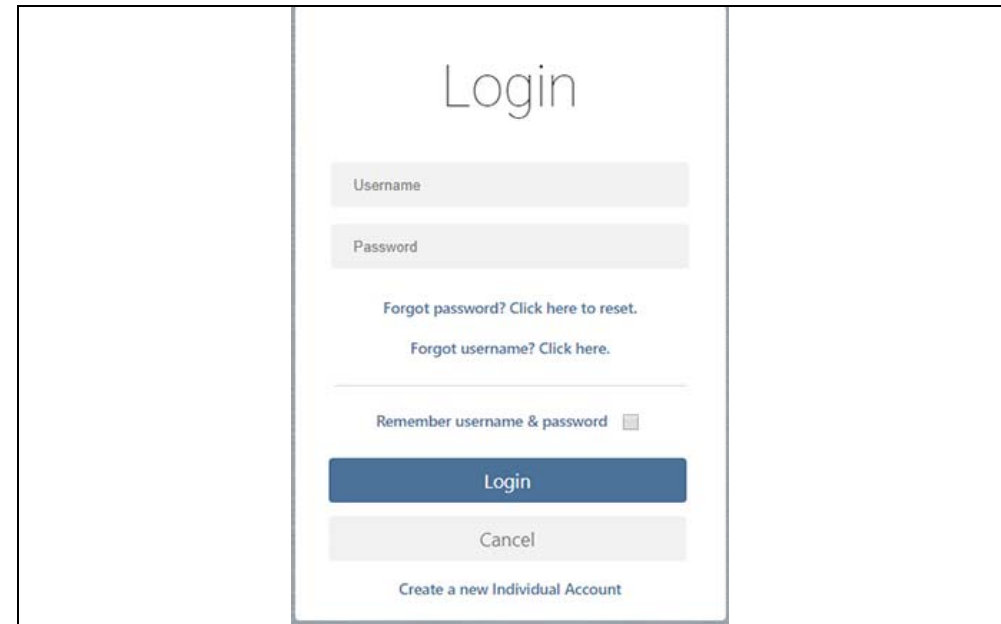 Login
Username
Password
Forgot password? Click here to reset.
Forgot username? Click here.
Remember username & password
Login
Cancel
Create a new Individual Account